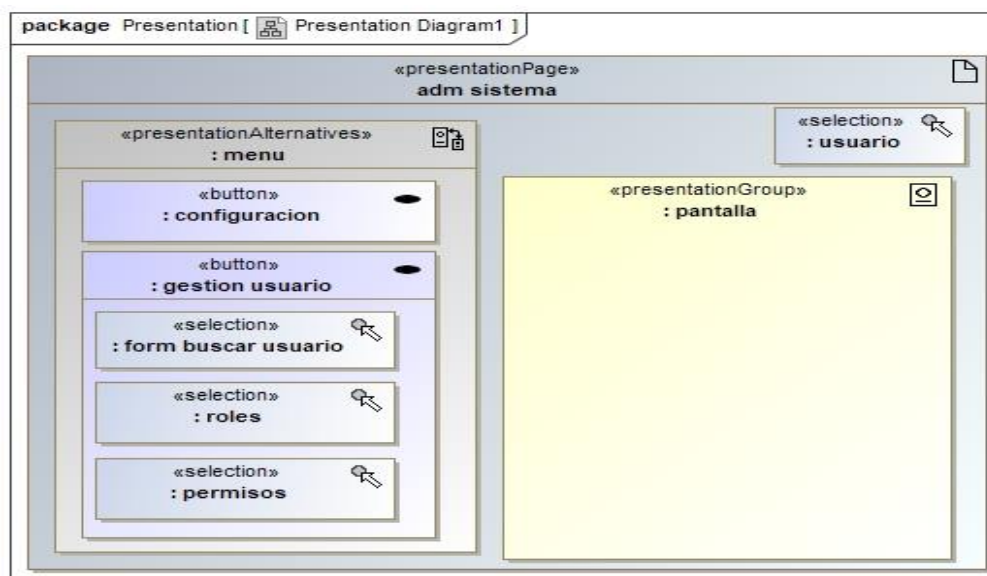 package Presentation [ Presentation Diagram1 ]
«presentationPage»
adm sistema
«presentationAlternatives»
: menu
«button»
: configuracion
«button»
: gestion usuario
«selection»
: form buscar usuario
«selection»
: roles
«selection»
: permisos
«selection»
: usuario
«presentationGroup»
: pantalla